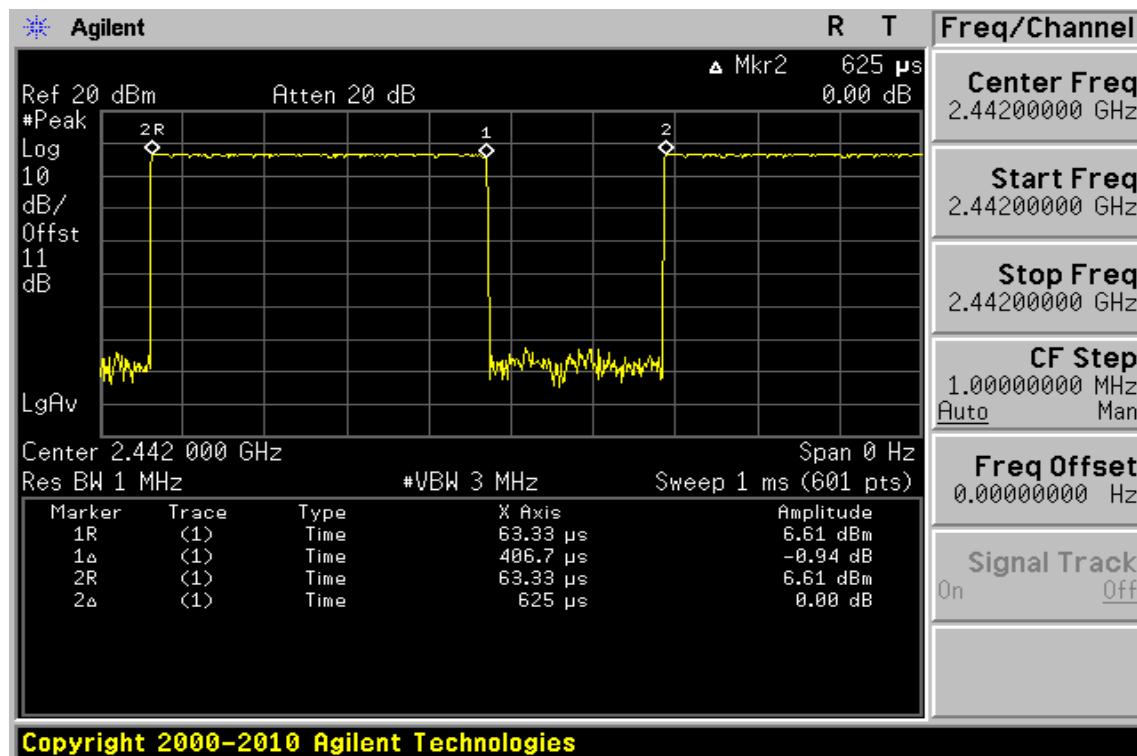 Agilent R T
Freq/Channel
Δ Mkr2 625 µs
Ref 20 dBm Atten 20 dB 0.00 dB
#Peak
Log
10
dB/
Offst
11
dB
LgAv
2R 1 2
Center 2.442 000 GHz Span 0 Hz
Res BW 1 MHz #VBW 3 MHz Sweep 1 ms (601 pts)
Marker Trace Type X Axis Amplitude
1R (1) Time 63.33 µs 6.61 dBm
1Δ (1) Time 406.7 µs -0.94 dB
2R (1) Time 63.33 µs 6.61 dBm
2Δ (1) Time 625 µs 0.00 dB
Center Freq
2.44200000 GHz
Start Freq
2.44200000 GHz
Stop Freq
2.44200000 GHz
CF Step
1.00000000 MHz
Auto Man
Freq Offset
0.00000000 Hz
Signal Track
On Off
Copyright 2000-2010 Agilent Technologies